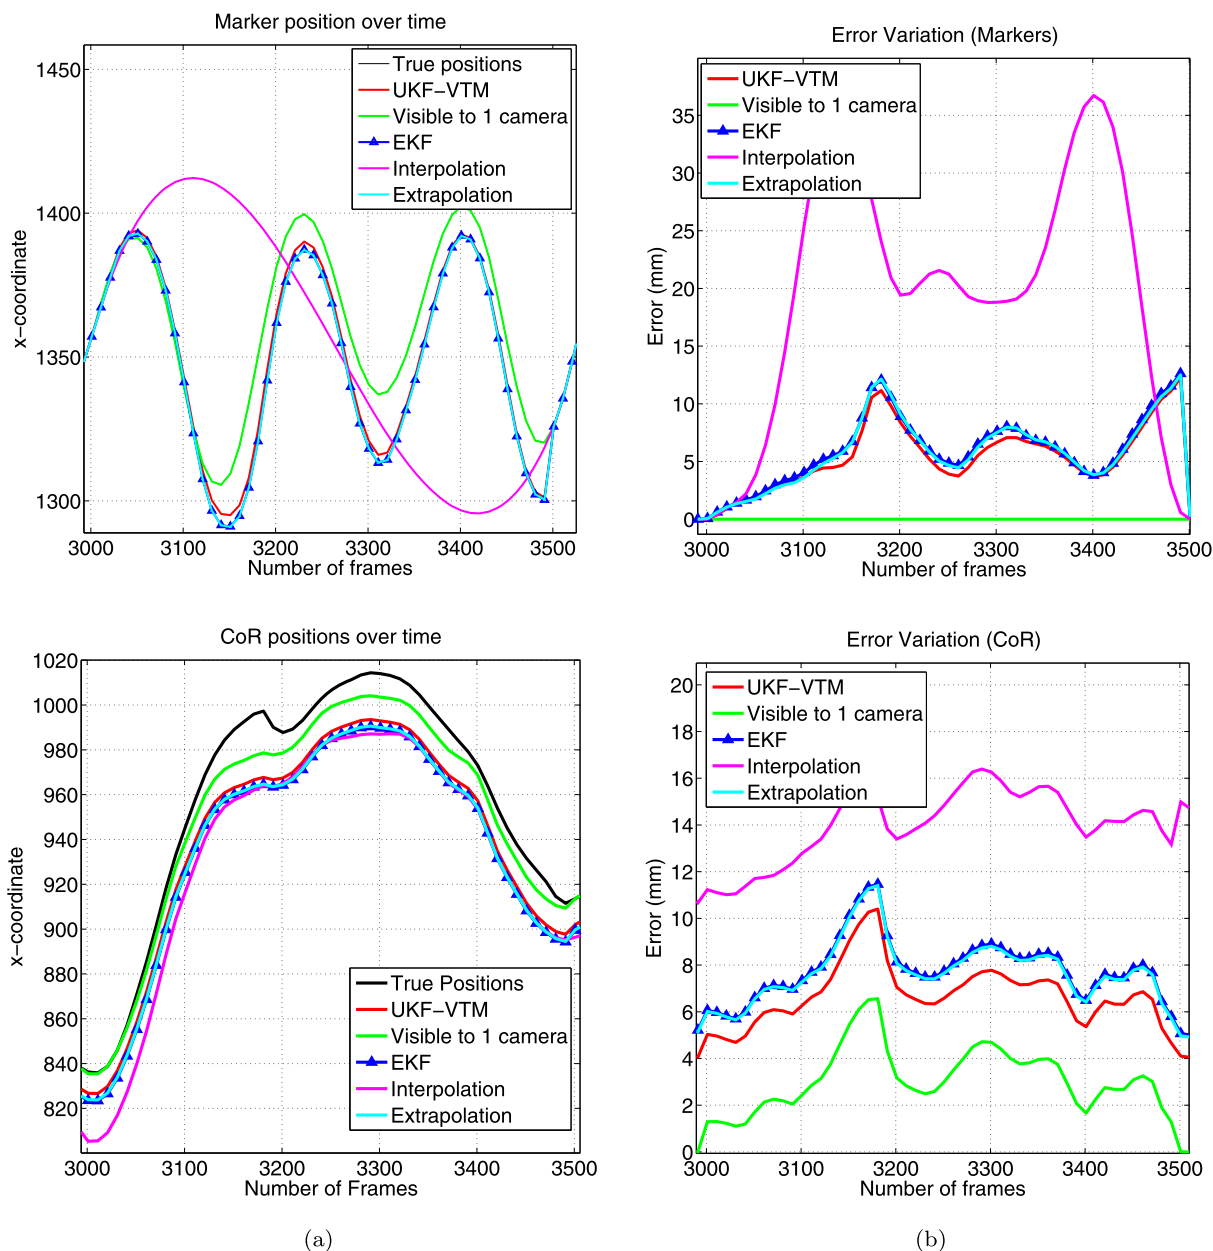 Marker position over time
1450
1400
1350
1300
x−coordinate
True positions
UKF−VTM
Visible to 1 camera
EKF
Interpolation
Extrapolation
3000 3100 3200 3300 3400 3500
Number of frames
Error Variation (Markers)
35
30
25
20
15
10
5
0
Error (mm)
UKF−VTM
Visible to 1 camera
EKF
Interpolation
Extrapolation
3000 3100 3200 3300 3400 3500
Number of frames
CoR positions over time
1020
1000
980
960
940
920
900
880
860
840
820
x−coordinate
True Positions
UKF−VTM
Visible to 1 camera
EKF
Interpolation
Extrapolation
3000 3100 3200 3300 3400 3500
Number of Frames
(a)
Error Variation (CoR)
20
18
16
14
12
10
8
6
4
2
0
Error (mm)
UKF−VTM
Visible to 1 camera
EKF
Interpolation
Extrapolation
3000 3100 3200 3300 3400 3500
Number of frames
(b)